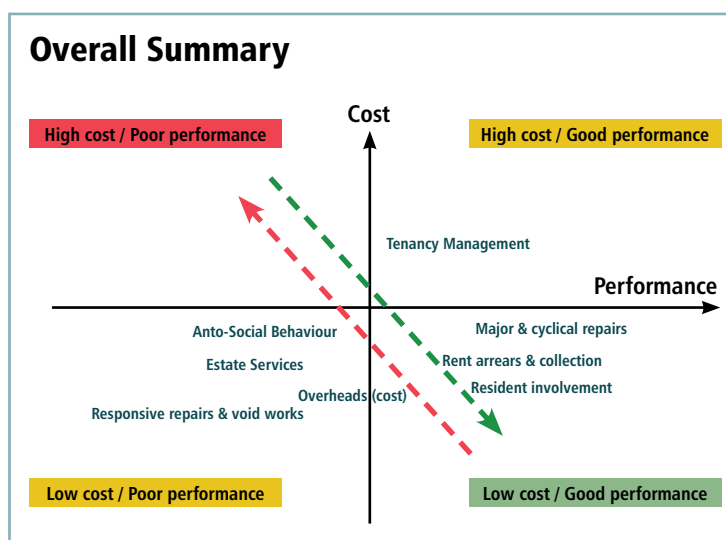 Overall Summary
Cost
High cost / Poor performance
High cost / Good performance
Tenancy Management
Performance
Anto-Social Behaviour
Major & cyclical repairs
Estate Services
Rent arrears & collection
Overheads (cost)
Resident involvement
Responsive repairs & void works
Low cost / Poor performance
Low cost / Good performance